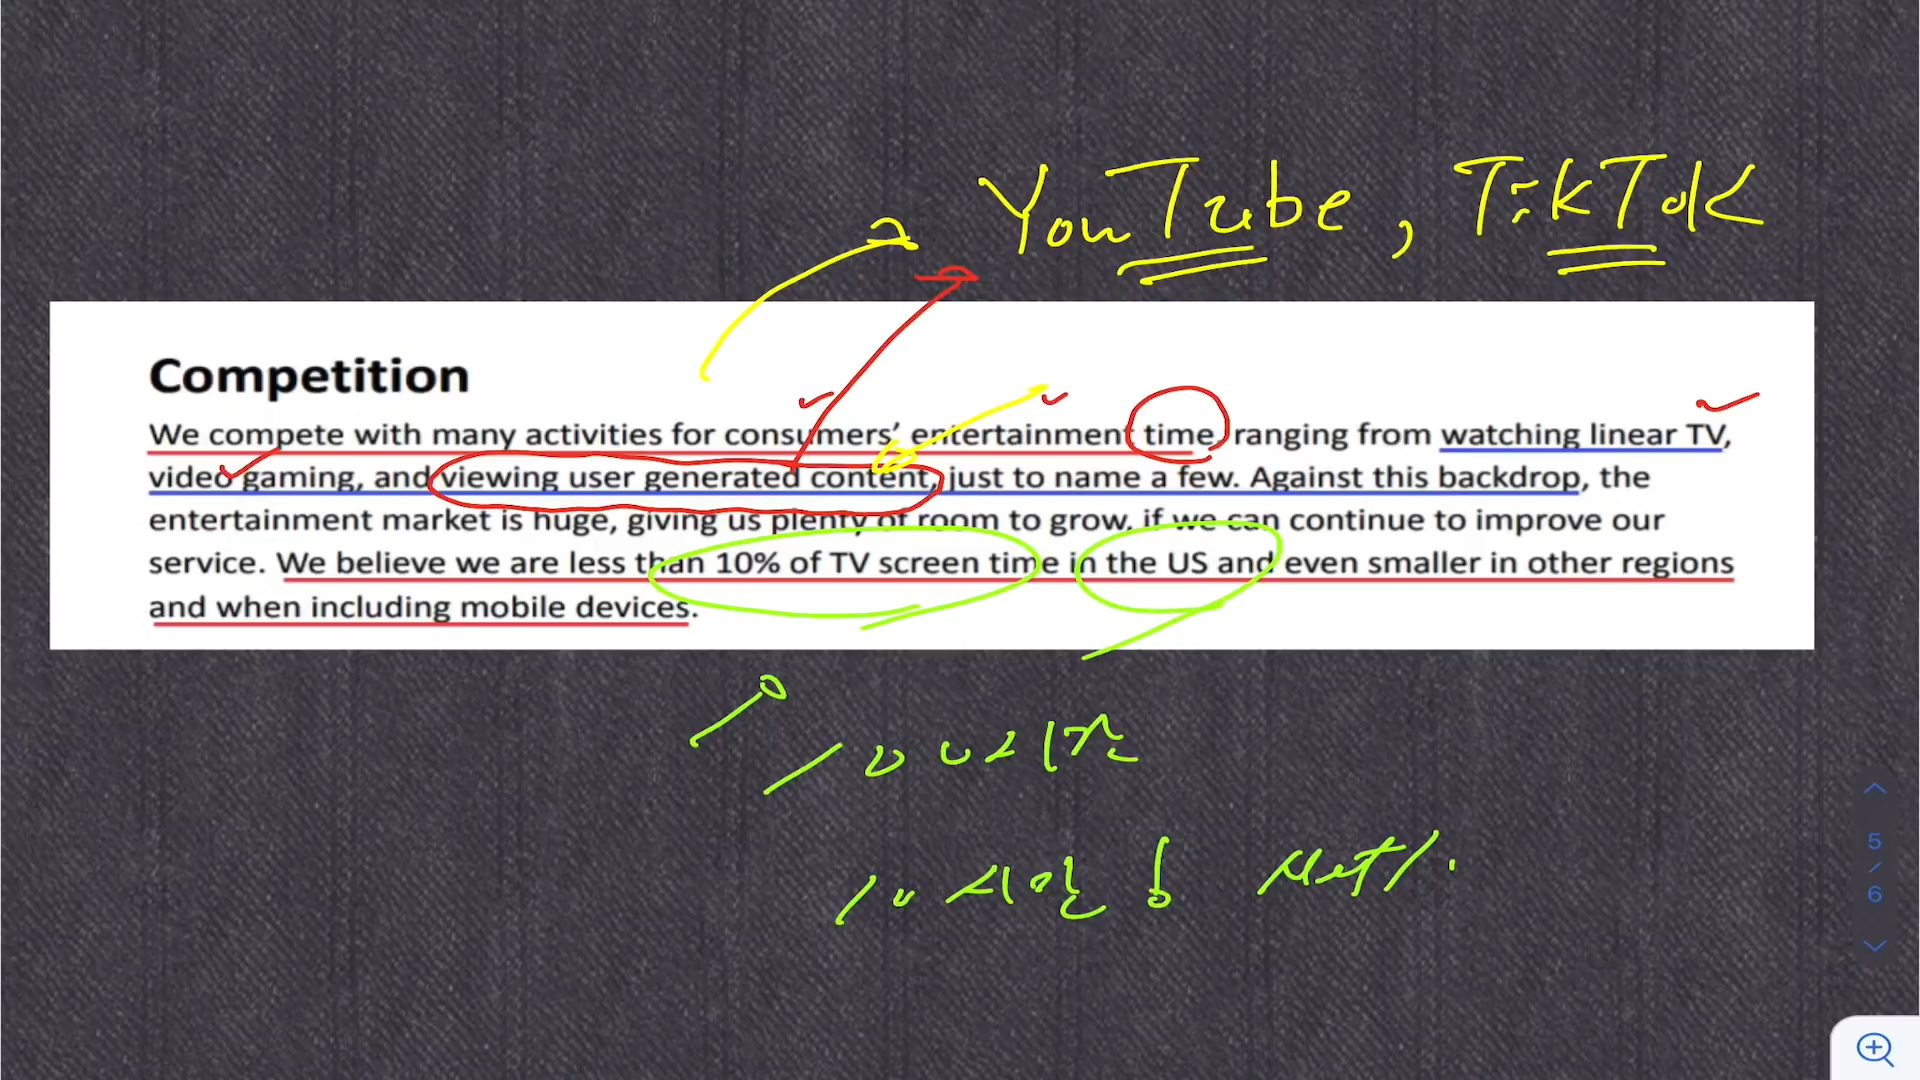 YouTube, TikTok
Competition
We compete with many activities for consumers’ entertainment time, ranging from watching linear TV,
video gaming, and viewing user generated content, just to name a few. Against this backdrop, the
entertainment market is huge, giving us plenty of room to grow, if we can continue to improve our
service. We believe we are less than 10% of TV screen time in the US and even smaller in other regions
and when including mobile devices.
5
/
6